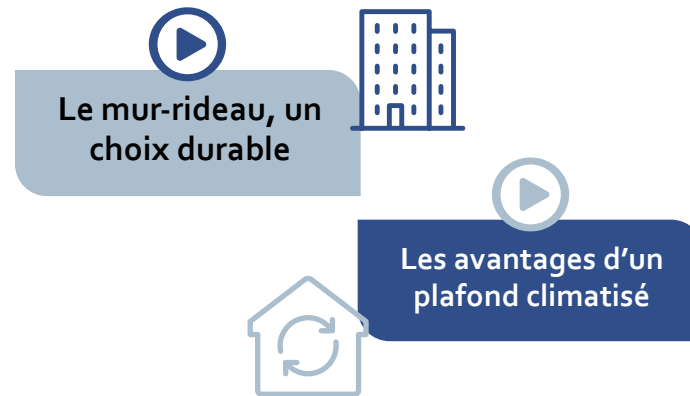 Le mur-rideau, un
choix durable
Les avantages d’un
plafond climatisé